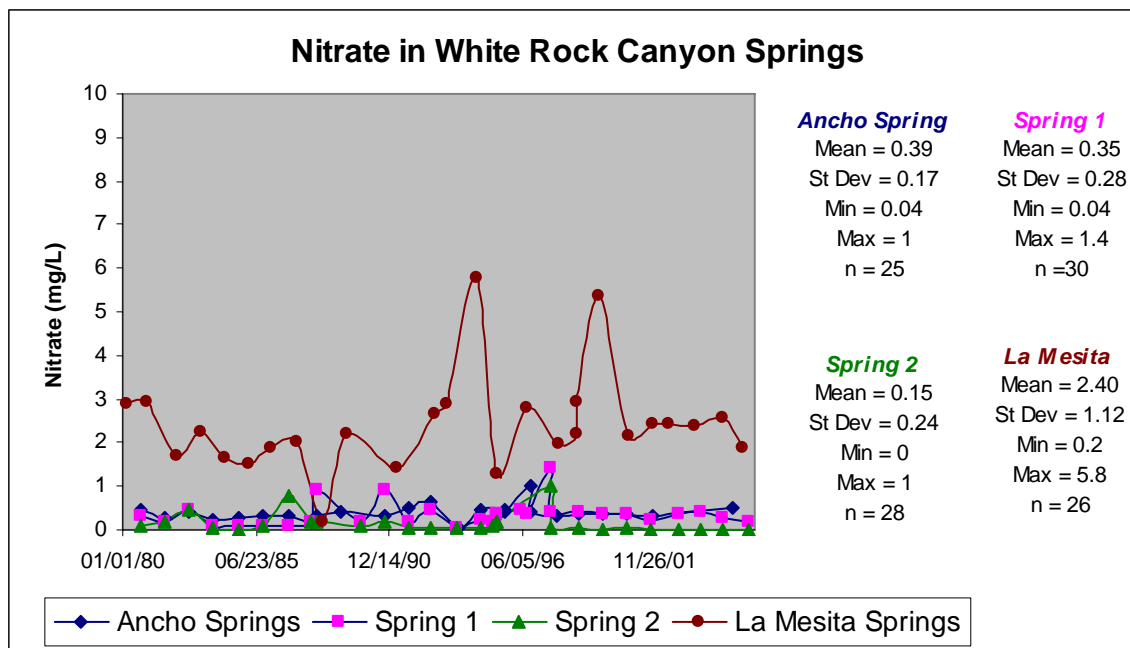 Nitrate in White Rock Canyon Springs
10
9
8
7
6
5
4
3
2
1
0
Nitrate (mg/L)
01/01/80 06/23/85 12/14/90 06/05/96 11/26/01
Ancho Spring
Mean = 0.39
St Dev = 0.17
Min = 0.04
Max = 1
n = 25
Spring 1
Mean = 0.35
St Dev = 0.28
Min = 0.04
Max = 1.4
n =30
Spring 2
Mean = 0.15
St Dev = 0.24
Min = 0
Max = 1
n = 28
La Mesita
Mean = 2.40
St Dev = 1.12
Min = 0.2
Max = 5.8
n = 26
Ancho Springs Spring 1 Spring 2 La Mesita Springs